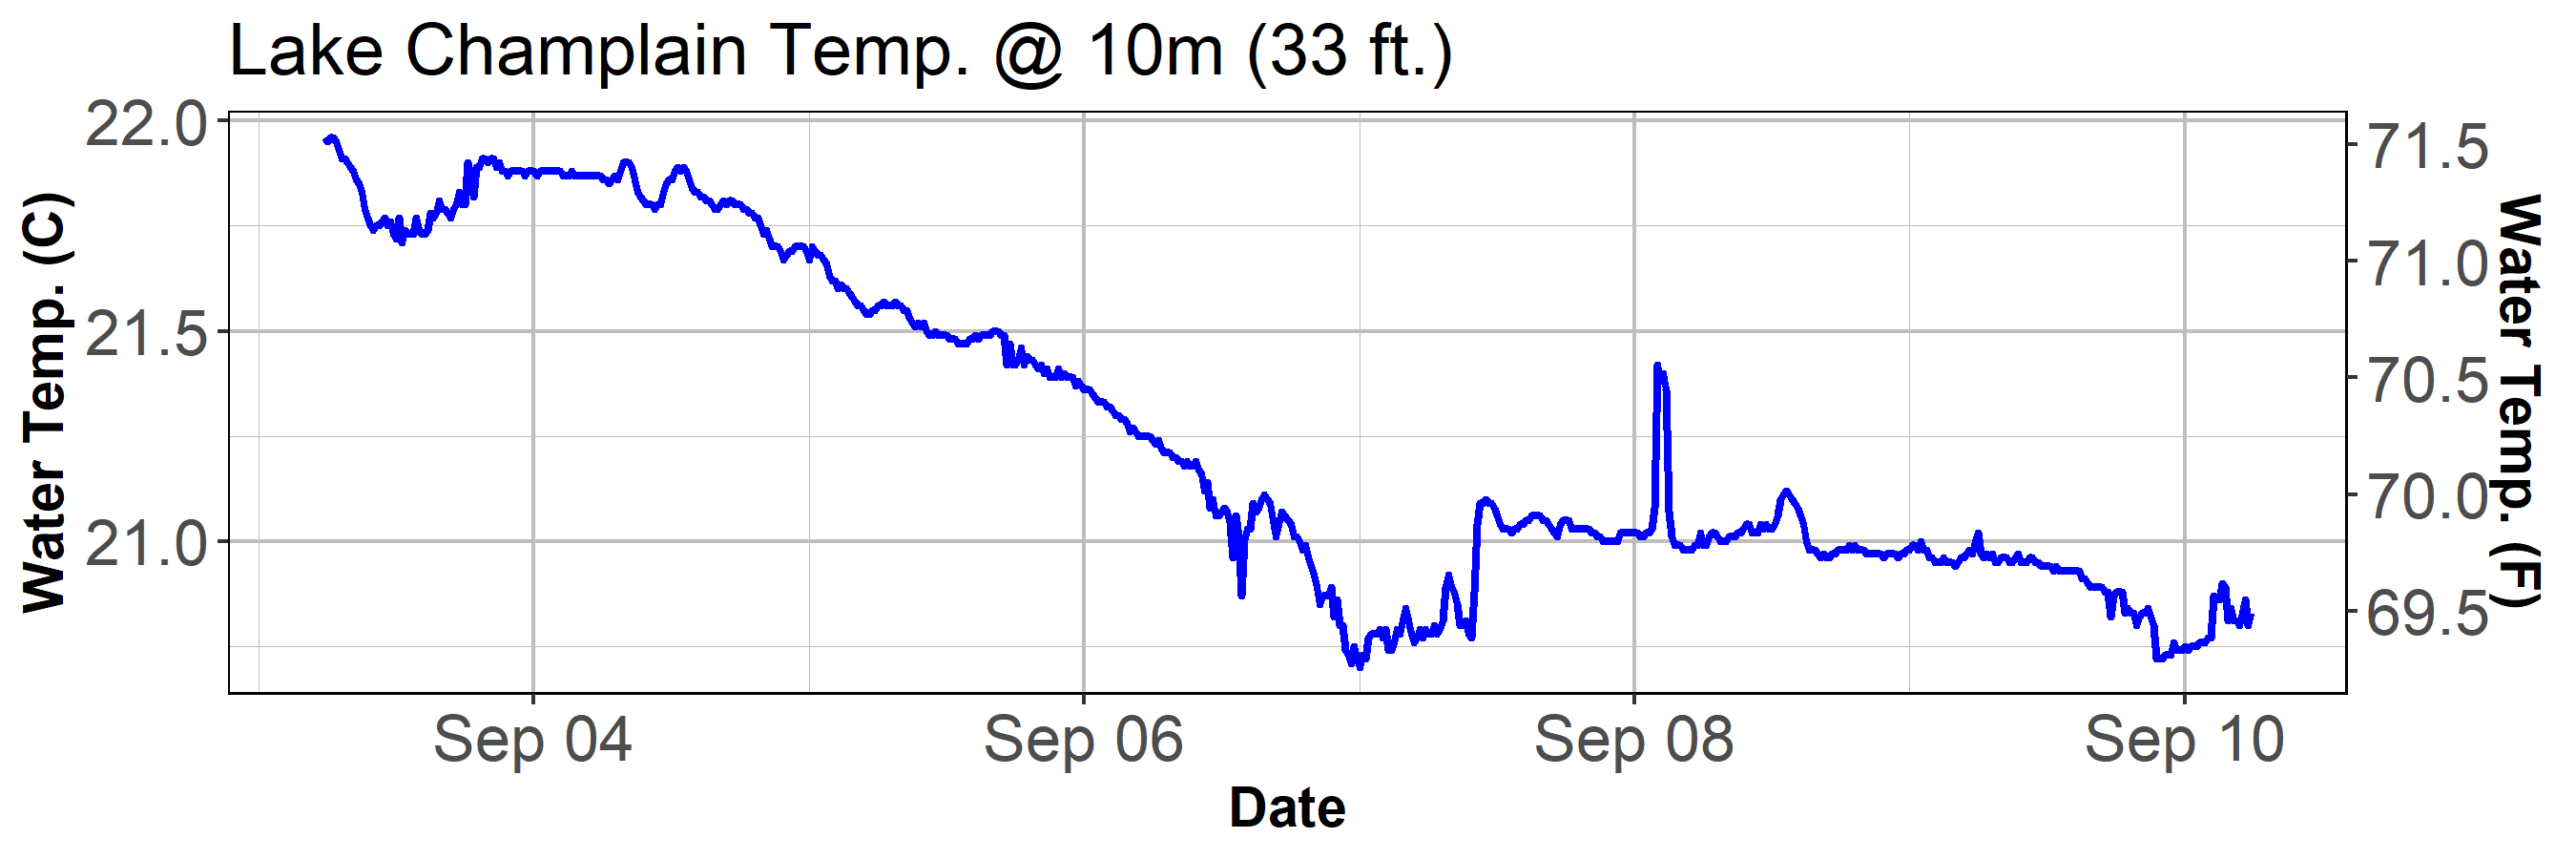 Lake Champlain Temp. @ 10m (33 ft.)
22.0
21.5
21.0
Water Temp. (C)
71.5
71.0
70.5
70.0
69.5
Water Temp. (F)
Sep 04 Sep 06 Sep 08 Sep 10
Date